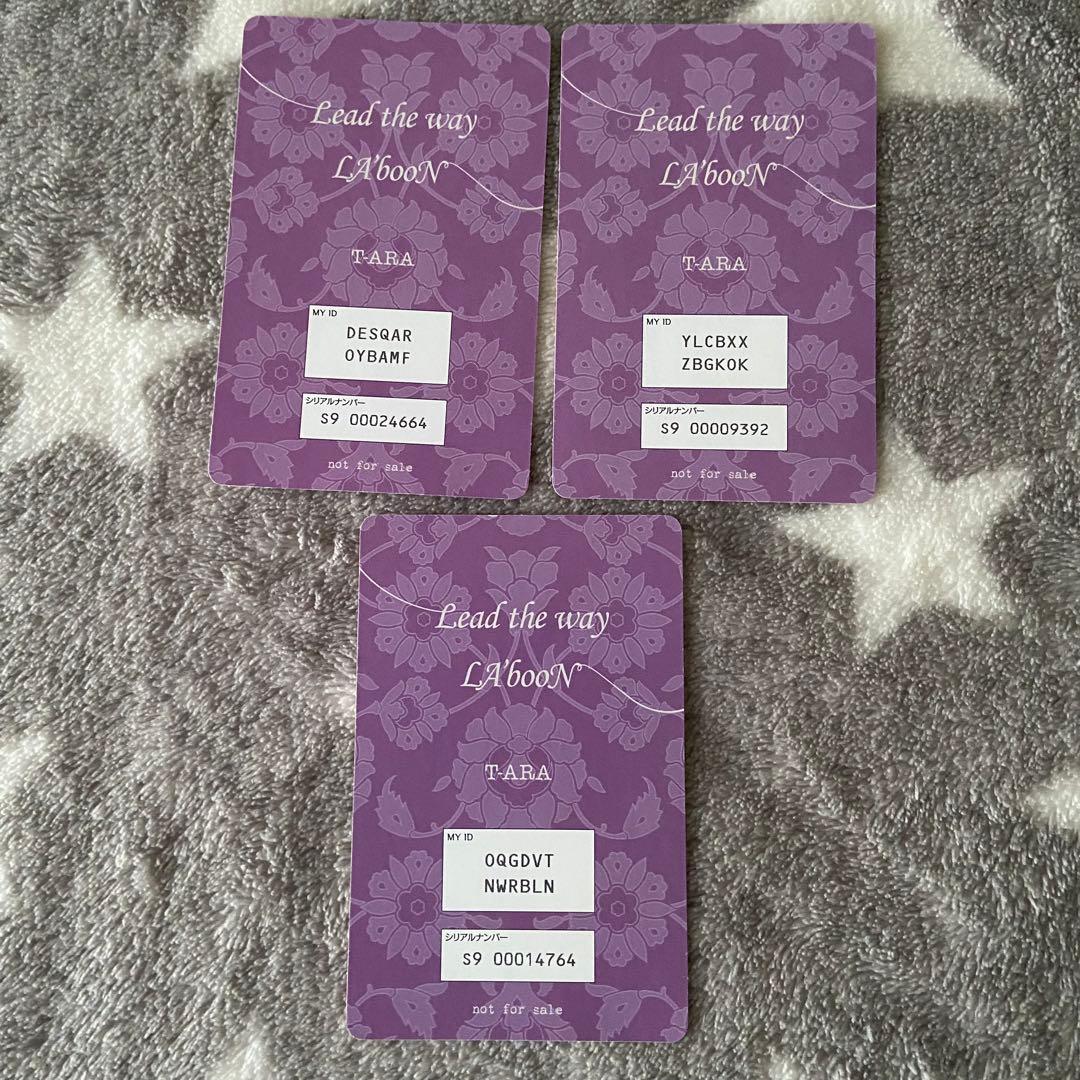 Lead the way
LA'booN
T-ARA
MY ID
DESQAR
OYBAMF
シリアルナンバー
S9 00024664
not for sale
Lead the way
LA'booN
T-ARA
MY ID
YLCBXX
ZBGKOK
シリアルナンバー
S9 00009392
not for sale
Lead the way
LA'booN
T-ARA
MY ID
OQGDVT
NWRBLN
シリアルナンバー
S9 00014764
not for sale